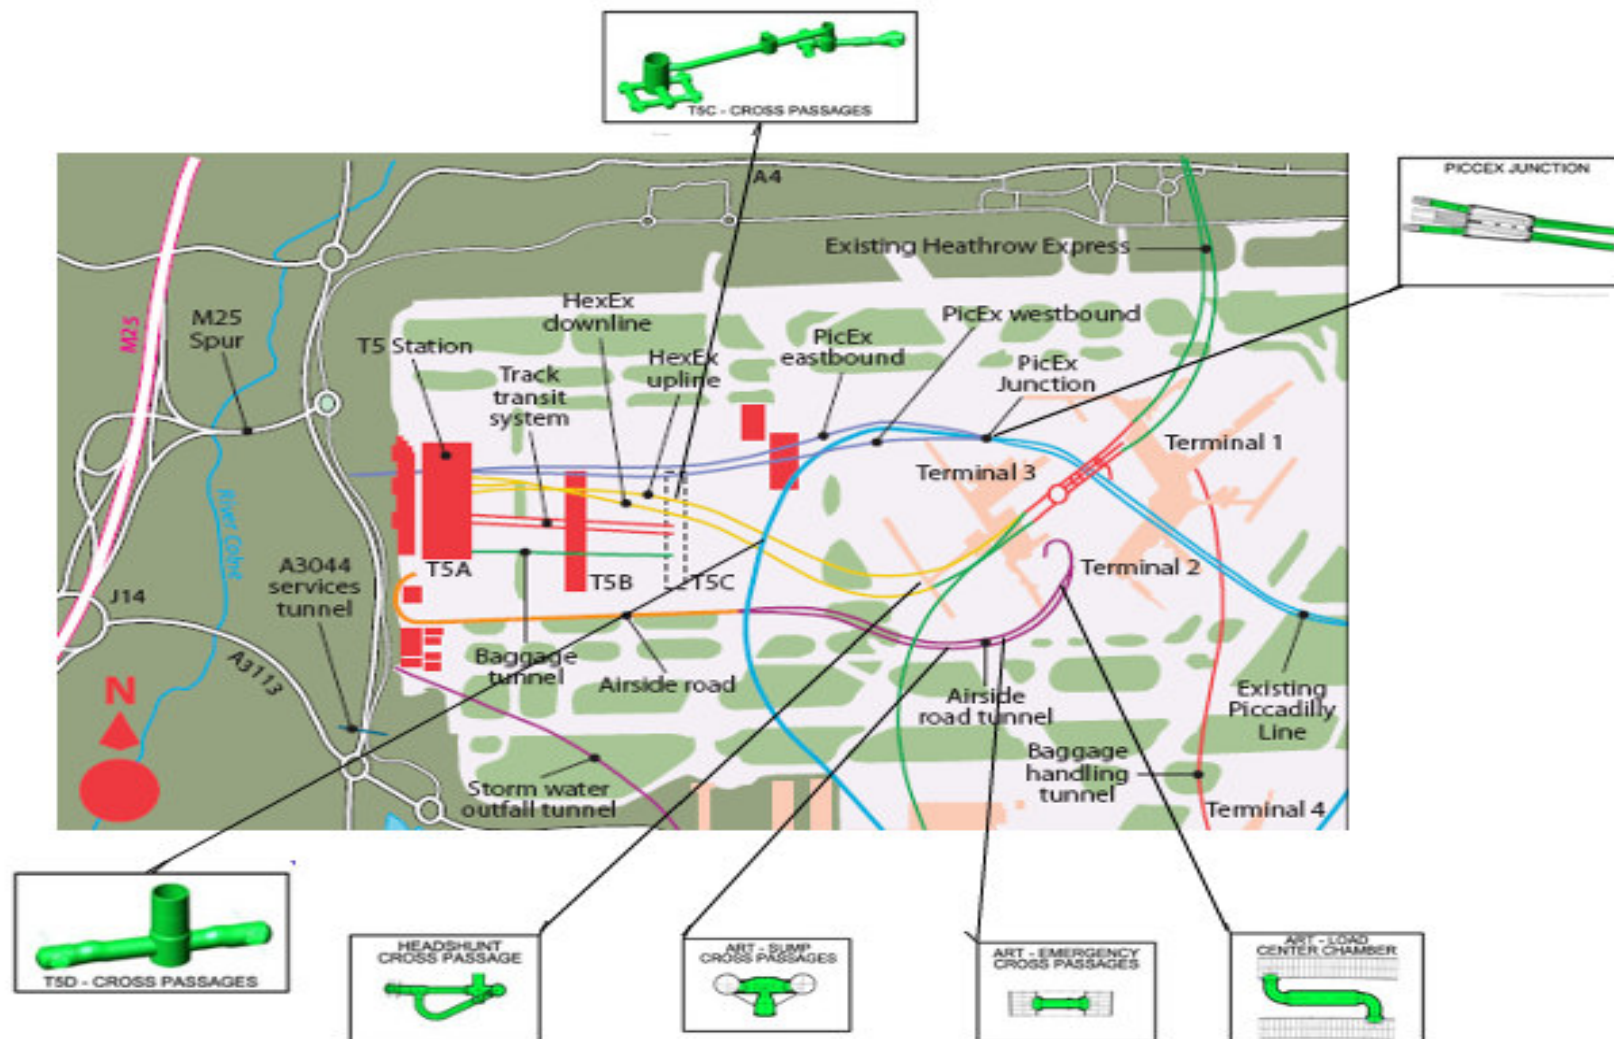 T5C - CROSS PASSAGES
PICCEX JUNCTION
A4
Existing Heathrow Express
M25
M25
Spur
T5 Station
HexEx
downline
HexEx
upline
Track
transit
system
PicEx
eastbound
PicEx westbound
PicEx
Junction
Terminal 1
Terminal 3
River Colne
A3044
services
tunnel
T5A
T5B
T5C
Terminal 2
J14
A3113
N
Baggage
tunnel
Airside road
Airside
road tunnel
Existing
Piccadilly
Line
Storm water
outfall tunnel
Baggage
handling
tunnel
Terminal 4
T5D - CROSS PASSAGES
HEADSHUNT
CROSS PASSAGE
ART - SUMP
CROSS PASSAGES
ART - EMERGENCY
CROSS PASSAGES
ART - LOAD
CENTER CHAMBER